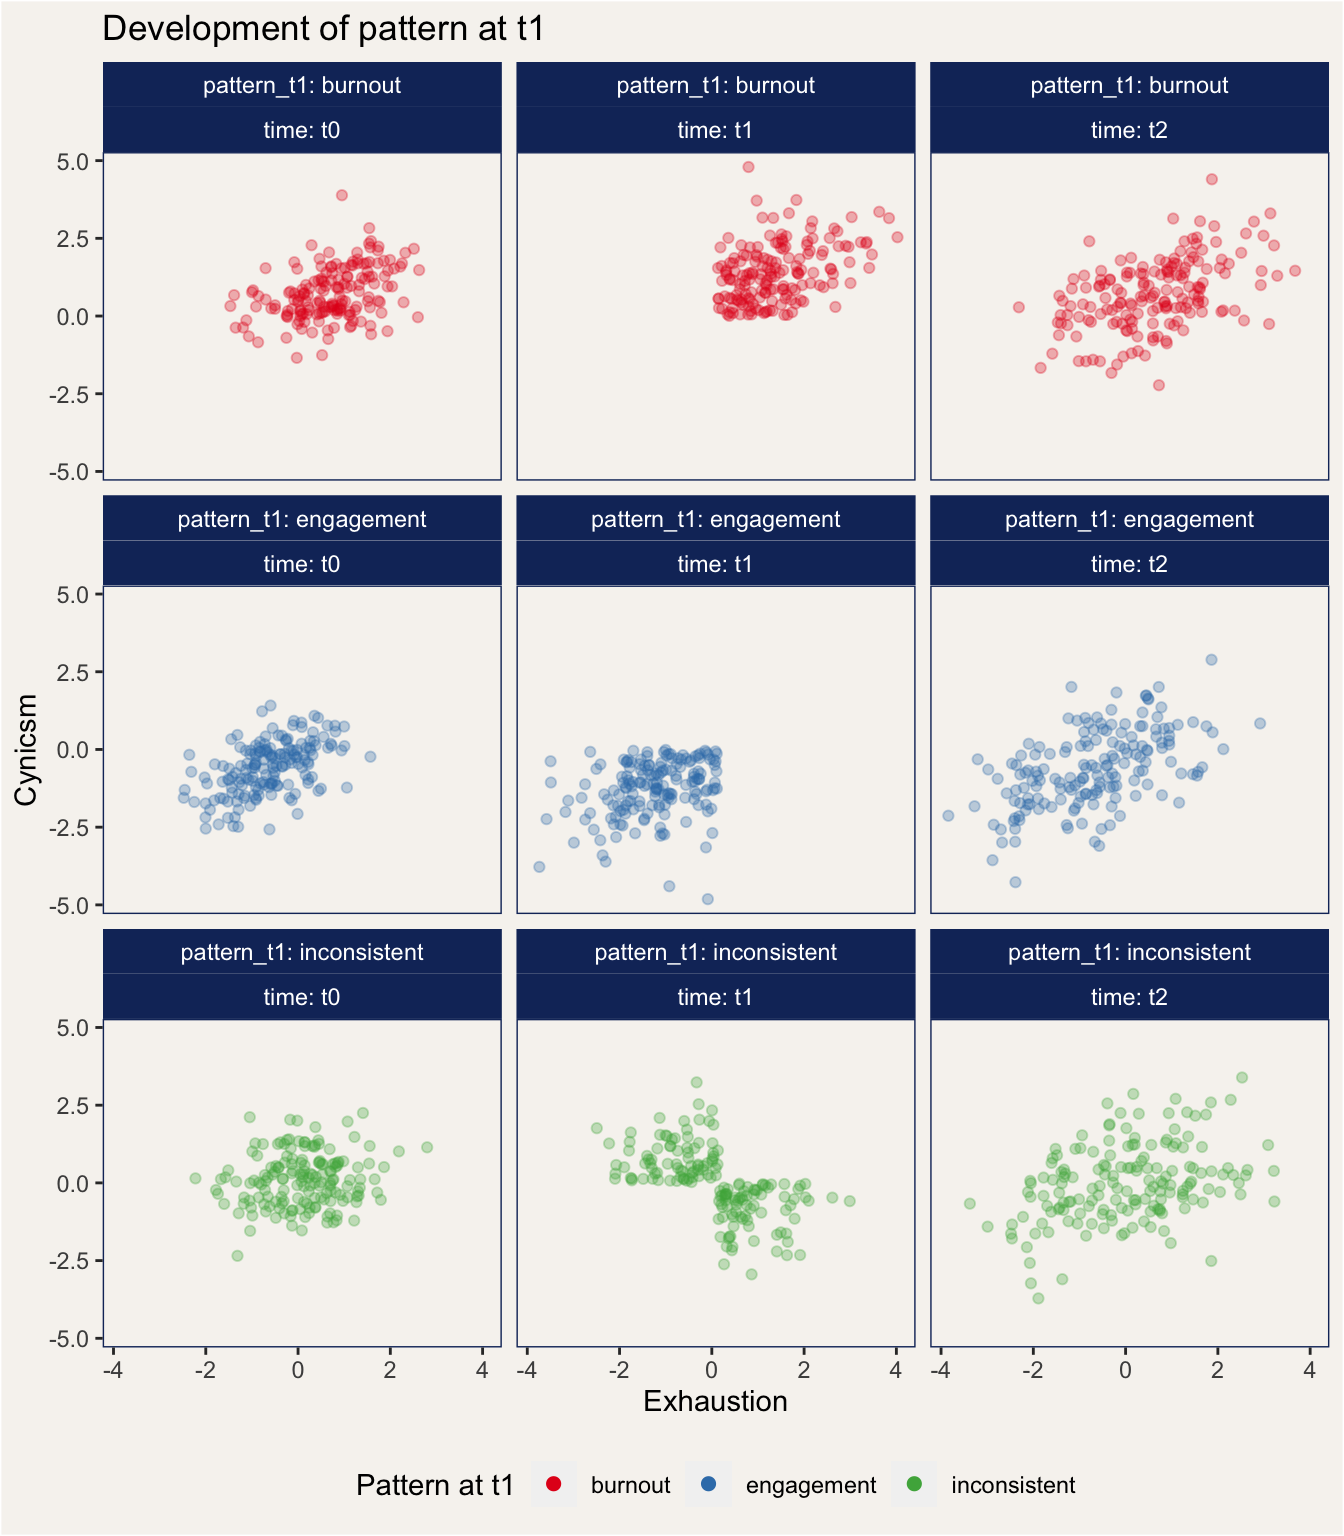 Development of pattern at t1
pattern_t1: burnout
time: t0
pattern_t1: burnout
time: t1
pattern_t1: burnout
time: t2
5.0
2.5
0.0
-2.5
-5.0
pattern_t1: engagement
time: t0
pattern_t1: engagement
time: t1
pattern_t1: engagement
time: t2
5.0
2.5
0.0
-2.5
-5.0
Cynicsm
pattern_t1: inconsistent
time: t0
pattern_t1: inconsistent
time: t1
pattern_t1: inconsistent
time: t2
5.0
2.5
0.0
-2.5
-5.0
-4 -2 0 2 4
-4 -2 0 2 4
-4 -2 0 2 4
Exhaustion
Pattern at t1 burnout engagement inconsistent